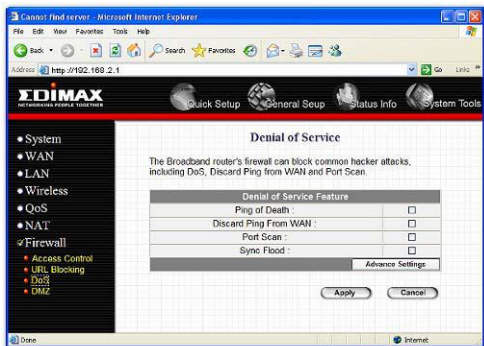 Cannot find server - Microsoft Internet Explorer
File Edit View Favorites Tools Help
Back Search Favorites
Address http://192.168.2.1 Go Links »
EDIMAX
NETWORKING PEOPLE TOGETHER
Quick Setup General Seup Status Info System Tools
System
WAN
LAN
Wireless
QoS
NAT
Firewall
Access Control
URL Blocking
DoS
DMZ
Denial of Service
The Broadband router's firewall can block common hacker attacks,
including DoS, Discard Ping from WAN and Port Scan.
Denial of Service Feature
Ping of Death :
Discard Ping From WAN :
Port Scan :
Sync Flood :
Advance Settings
Apply Cancel
Done Internet